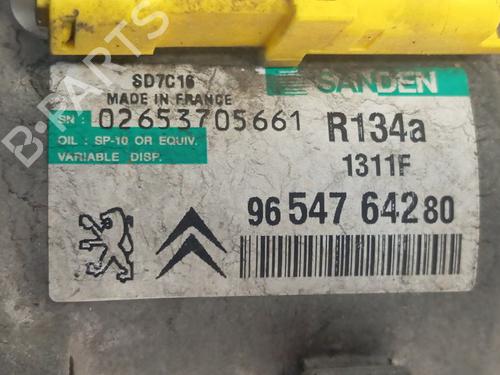 SD7C16
MADE IN FRANCE
SANDEN
SN : 02653705661
R134a
OIL : SP-10 OR EQUIV.
VARIABLE DISP.
1311F
96 547 642 80
B-PARTS